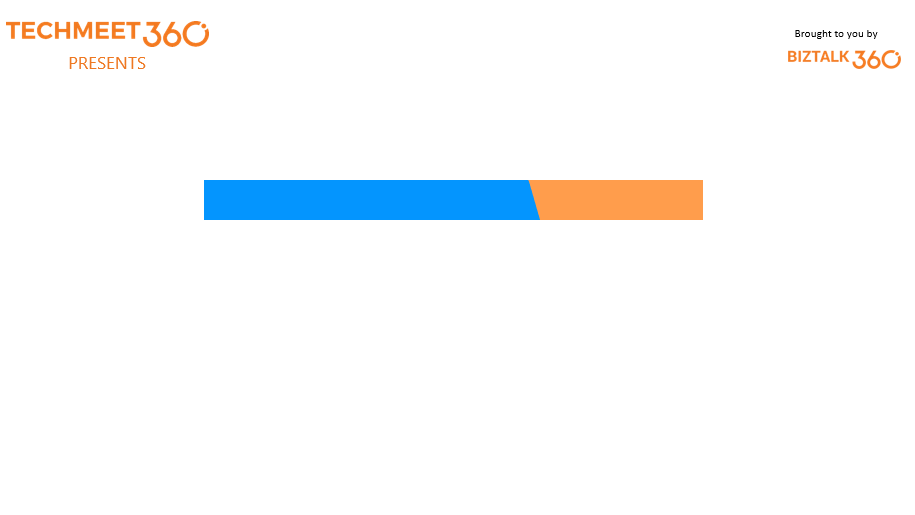 TECHMEET360
PRESENTS
Brought to you by
BIZTALK360